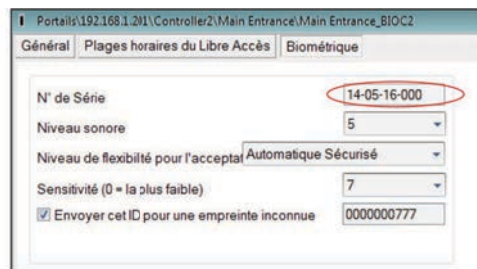 Portails\192.168.1.201\Controller2\Main Entrance\Main Entrance_BIOC2
Général Plages horaires du Libre Accès Biométrique
N° de Série 14-05-16-000
Niveau sonore 5
Niveau de flexibilté pour l'acceptat Automatique Sécurisé
Sensitivité (0 = la plus faible) 7
Envoyer cet ID pour une empreinte inconnue 0000000777